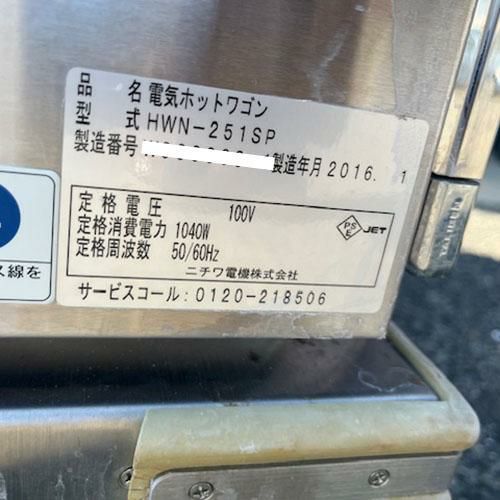 品名 電気ホットワゴン
型式 HWN-251SP
製造番号 製造年月 2016. 1
定格電圧 100V
定格消費電力 1040W
定格周波数 50/60Hz
PSE JET
ニチワ電機株式会社
サービスコール:0120-218506
ス線を